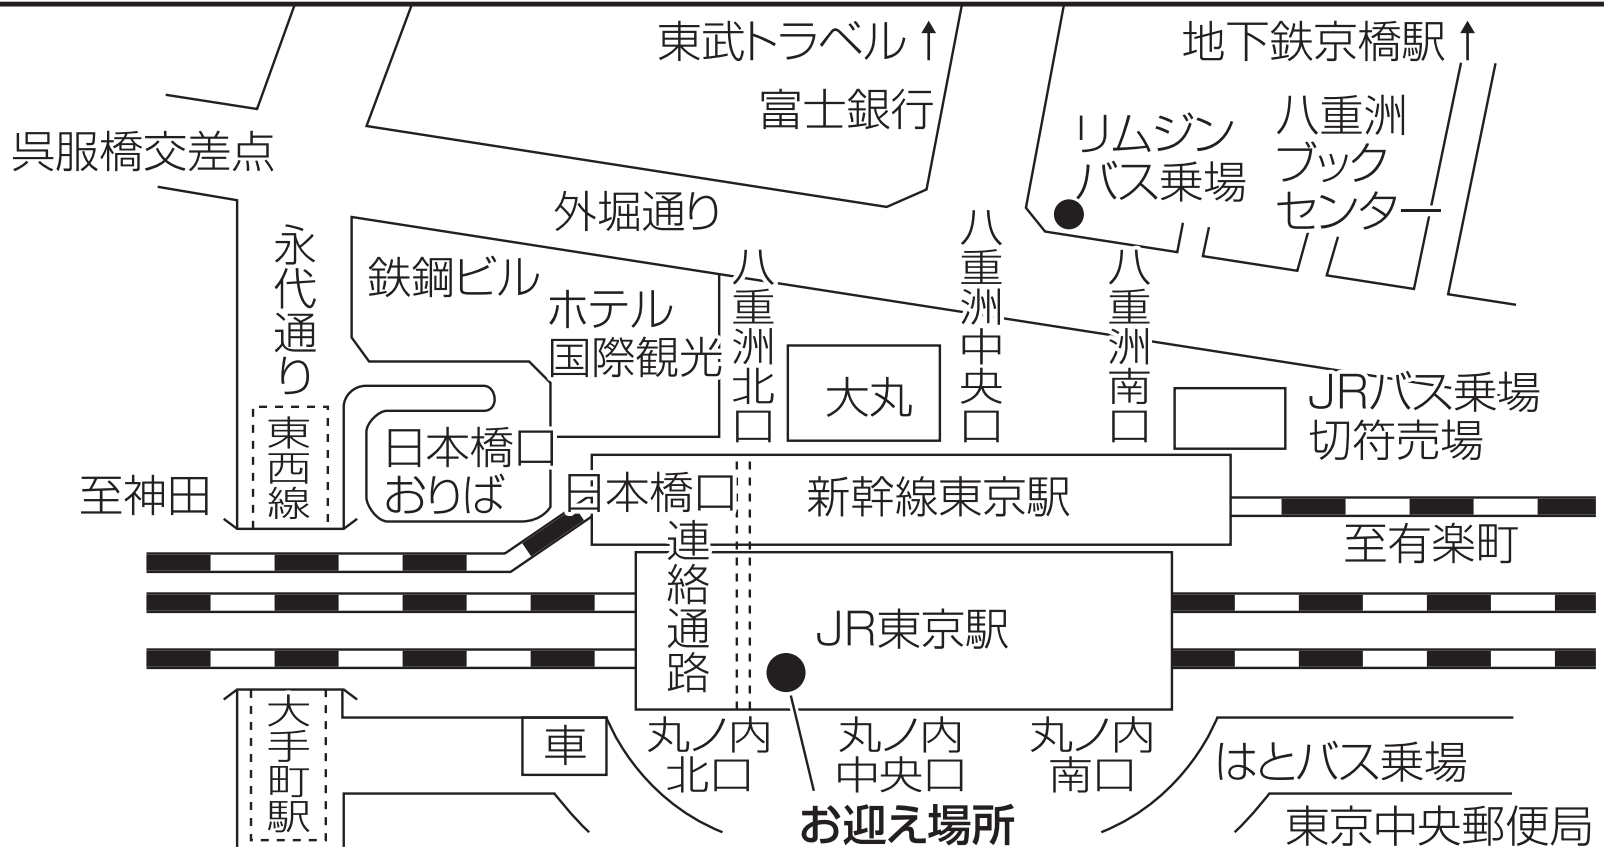 東武トラベル↑
地下鉄京橋駅↑
富士銀行
八重洲
ブック
センター
リムジン
バス乗場
呉服橋交差点
外堀通り
永代通り
鉄鋼ビル
ホテル
国際観光
八重洲北口
八重洲中央口
八重洲南口
大丸
JRバス乗場
切符売場
東西線
日本橋口
おりば
至神田
日本橋口
新幹線東京駅
至有楽町
連絡通路
JR東京駅
大手町駅
車
丸ノ内
北口
丸ノ内
中央口
丸ノ内
南口
はとバス乗場
お迎え場所
東京中央郵便局